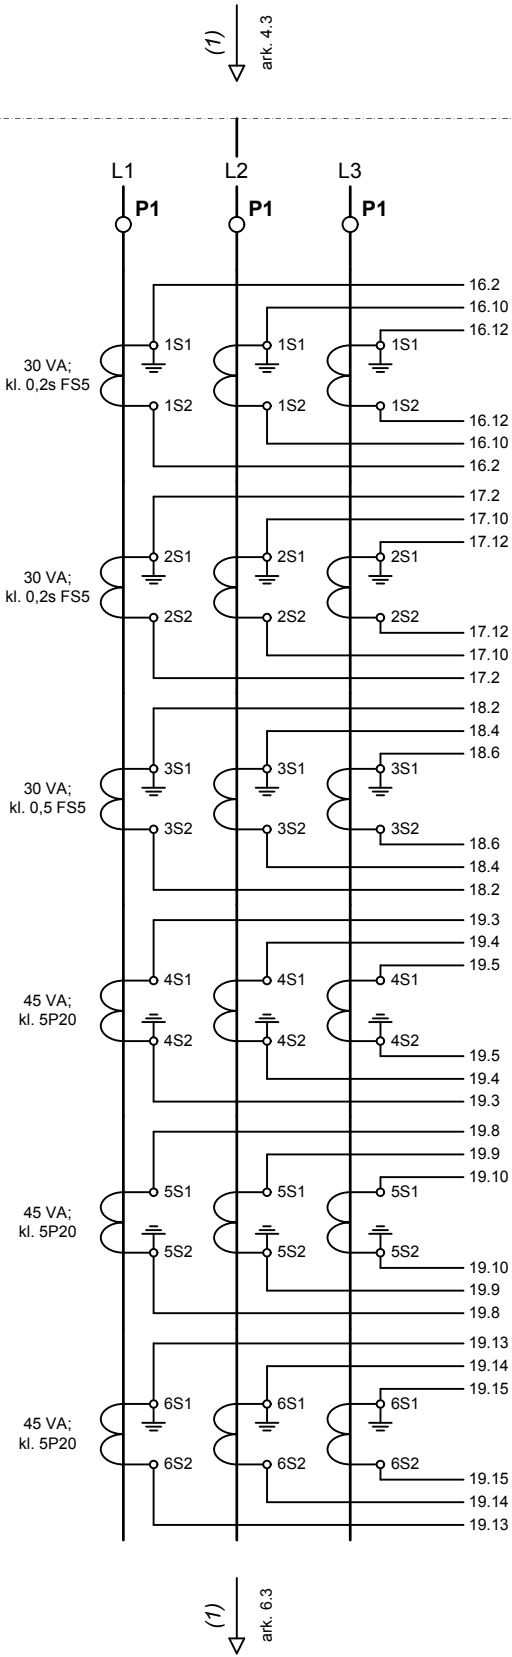 (1)
ark. 4.3
L1
L2
L3
P1
P1
P1
16.2
16.10
16.12
30 VA;
kl. 0,2s FS5
1S1
1S1
1S1
1S2
1S2
1S2
16.12
16.10
16.2
17.2
17.10
17.12
30 VA;
kl. 0,2s FS5
2S1
2S1
2S1
2S2
2S2
2S2
17.12
17.10
17.2
18.2
18.4
18.6
30 VA;
kl. 0,5 FS5
3S1
3S1
3S1
3S2
3S2
3S2
18.6
18.4
18.2
19.3
19.4
19.5
45 VA;
kl. 5P20
4S1
4S1
4S1
4S2
4S2
4S2
19.5
19.4
19.3
19.8
19.9
19.10
45 VA;
kl. 5P20
5S1
5S1
5S1
5S2
5S2
5S2
19.10
19.9
19.8
19.13
19.14
19.15
45 VA;
kl. 5P20
6S1
6S1
6S1
6S2
6S2
6S2
19.15
19.14
19.13
(1)
ark. 6.3